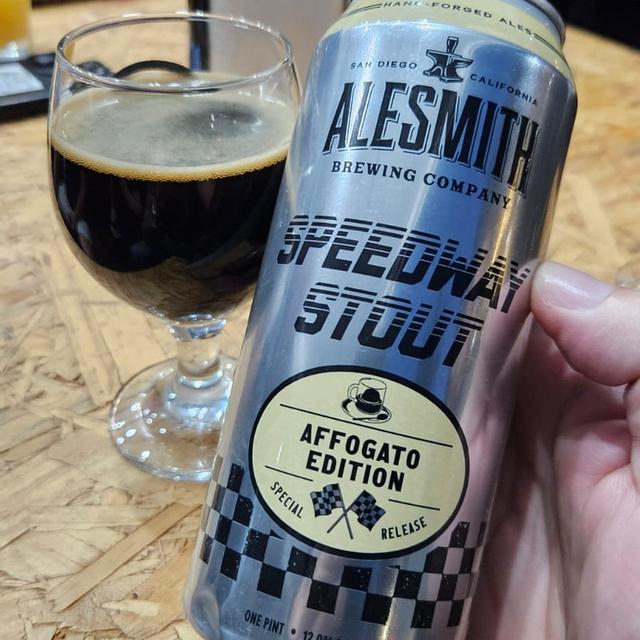 HAND-FORGED ALES
SAN DIEGO CALIFORNIA
ALESMITH
BREWING COMPANY
SPEEDWAY
STOUT
AFFOGATO
EDITION
SPECIAL RELEASE
ONE PINT •